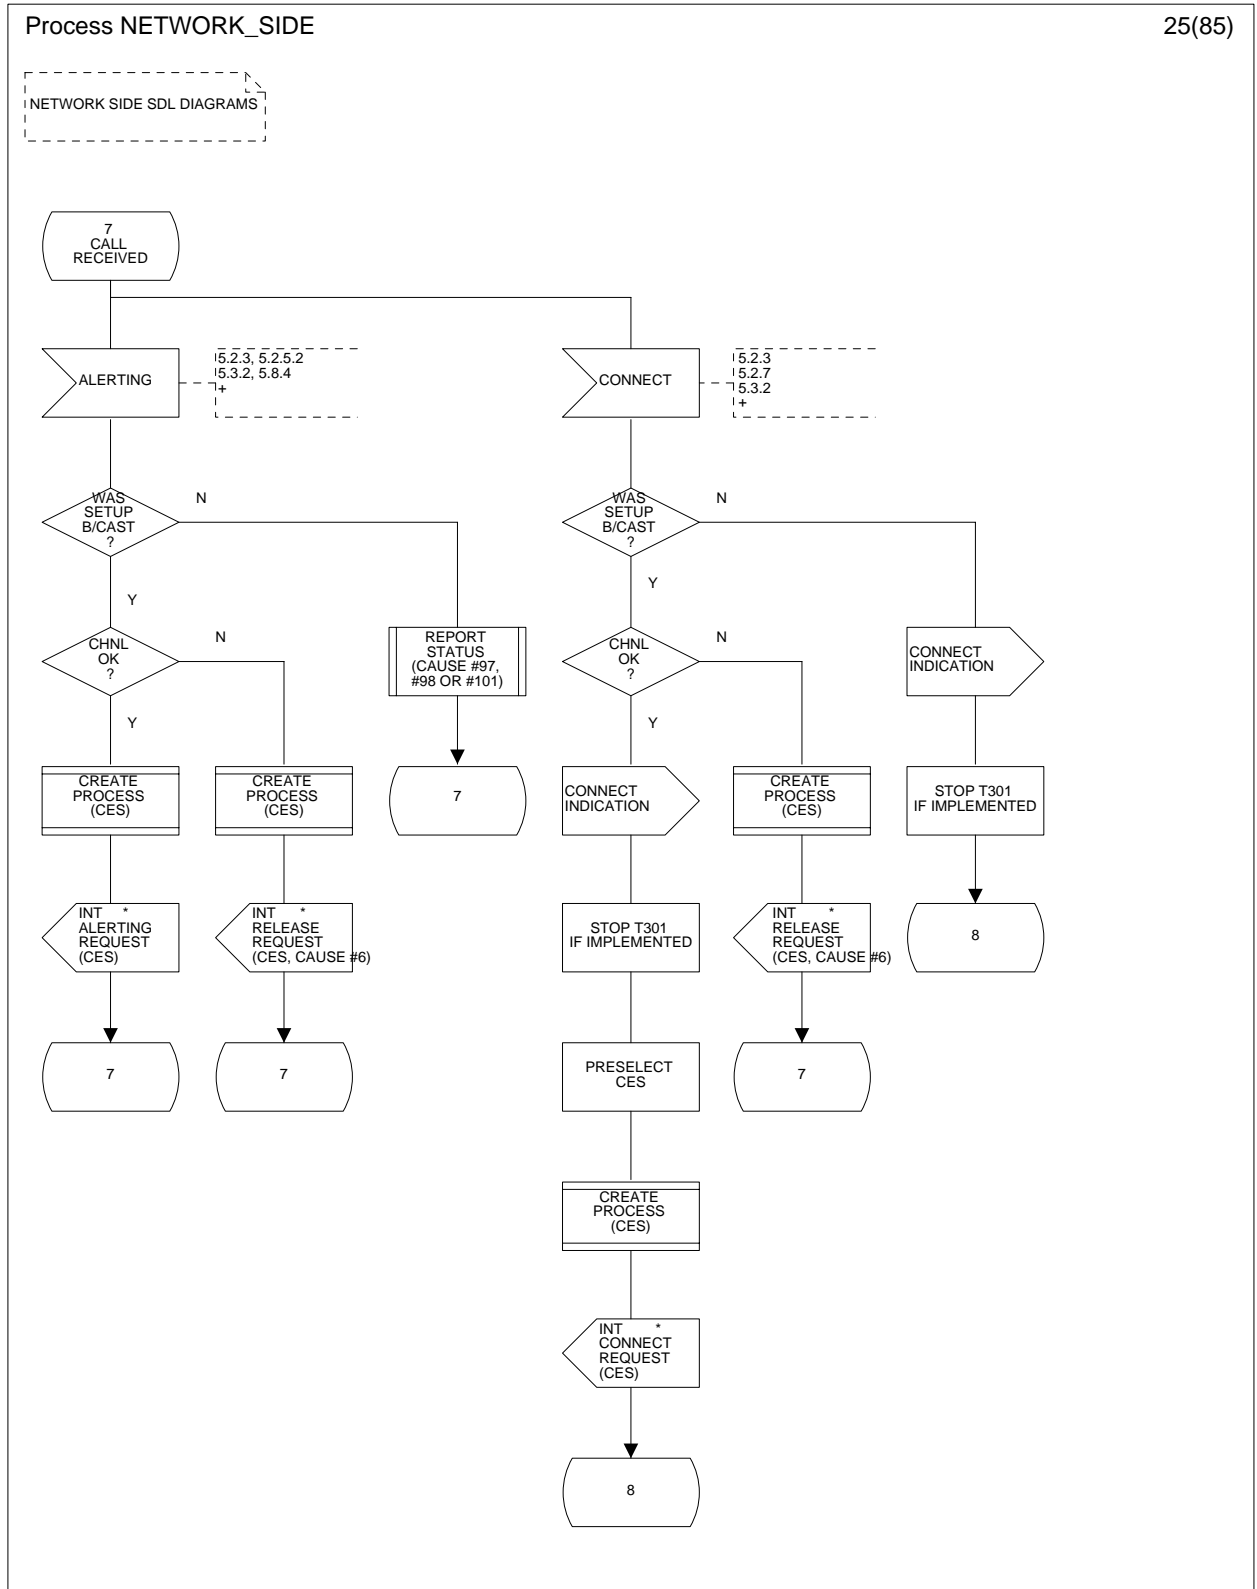 Process NETWORK_SIDE
25(85)
NETWORK SIDE SDL DIAGRAMS
7
CALL
RECEIVED
ALERTING
5.2.3, 5.2.5.2
5.3.2, 5.8.4
+
CONNECT
5.2.3
5.2.7
5.3.2
+
WAS
SETUP
B/CAST
?
N
Y
WAS
SETUP
B/CAST
?
N
Y
CHNL
OK
?
N
Y
REPORT
STATUS
(CAUSE #97,
#98 OR #101)
CHNL
OK
?
N
Y
CONNECT
INDICATION
CREATE
PROCESS
(CES)
CREATE
PROCESS
(CES)
7
CONNECT
INDICATION
CREATE
PROCESS
(CES)
STOP T301
IF IMPLEMENTED
INT *
ALERTING
REQUEST
(CES)
INT *
RELEASE
REQUEST
(CES, CAUSE #6)
STOP T301
IF IMPLEMENTED
INT *
RELEASE
REQUEST
(CES, CAUSE #6)
8
7
7
PRESELECT
CES
7
CREATE
PROCESS
(CES)
INT *
CONNECT
REQUEST
(CES)
8